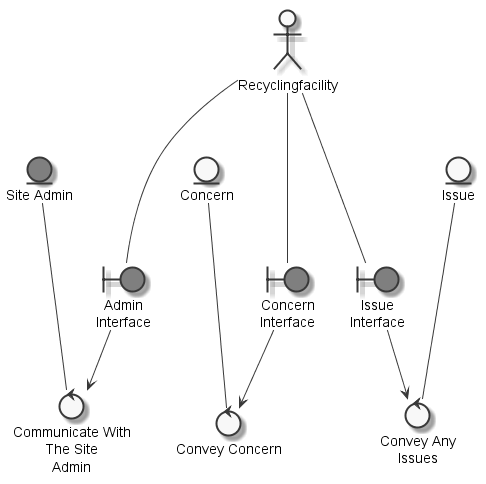 Recyclingfacility
Site Admin
Concern
Issue
Admin
Interface
Concern
Interface
Issue
Interface
Communicate With
The Site
Admin
Convey Concern
Convey Any
Issues